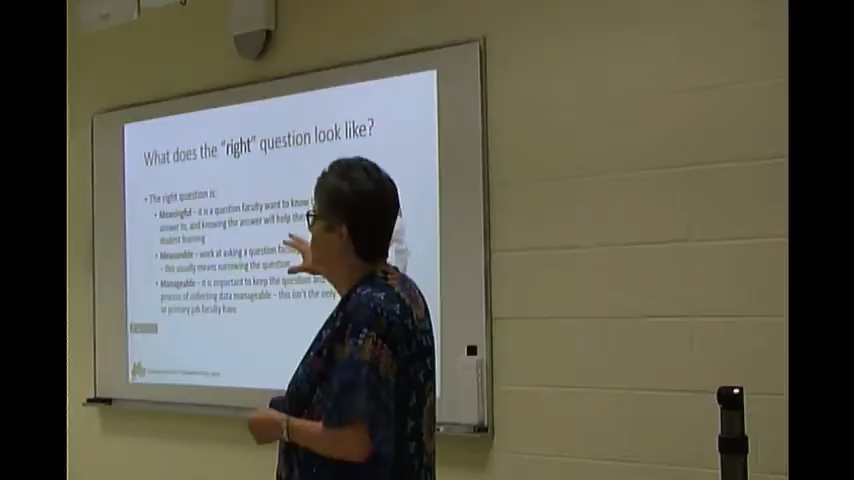 What does the "right" question look like?
• The right question is:
• Meaningful – it is a question faculty want to know
answer to, and knowing the answer will help the
student learning
• Measurable – work at asking a question
– this usually means narrowing the question
• Manageable – it is important to keep the question and
process of collecting data manageable – this isn't the only
or primary job faculty have